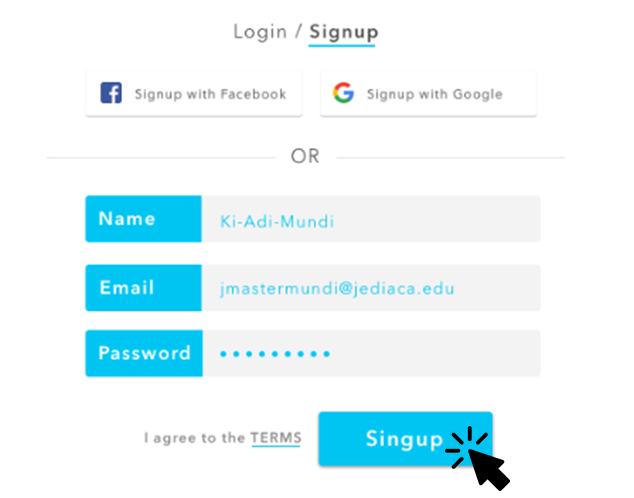 Login / Signup
Signup with Facebook
Signup with Google
OR
Name
Ki-Adi-Mundi
Email
jmastermundi@jediaca.edu
Password
•••••••••
I agree to the TERMS
Singup